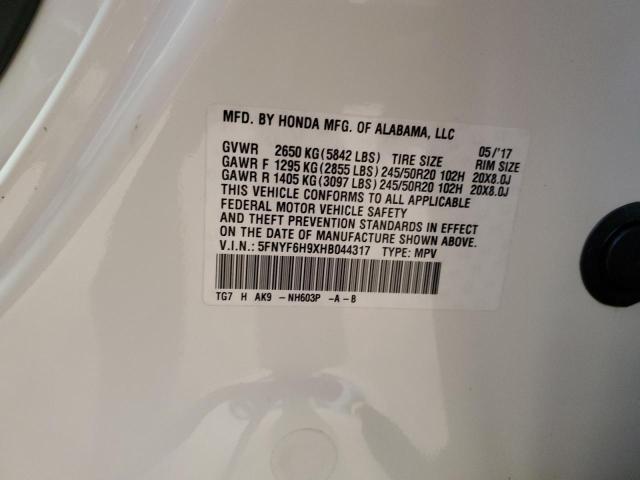 MFD. BY HONDA MFG. OF ALABAMA, LLC
GVWR 2650 KG(5842 LBS) TIRE SIZE 05/'17 RIM SIZE
GAWR F 1295 KG(2855 LBS) 245/50R20 102H 20X8.0J
GAWR R 1405 KG(3097 LBS) 245/50R20 102H 20X8.0J
THIS VEHICLE CONFORMS TO ALL APPLICABLE
FEDERAL MOTOR VEHICLE SAFETY
AND THEFT PREVENTION STANDARDS IN EFFECT
ON THE DATE OF MANUFACTURE SHOWN ABOVE.
V.I.N.: 5FNYF6H9XHB044317 TYPE: MPV
TG7 H AK9 -NH603P -A-B